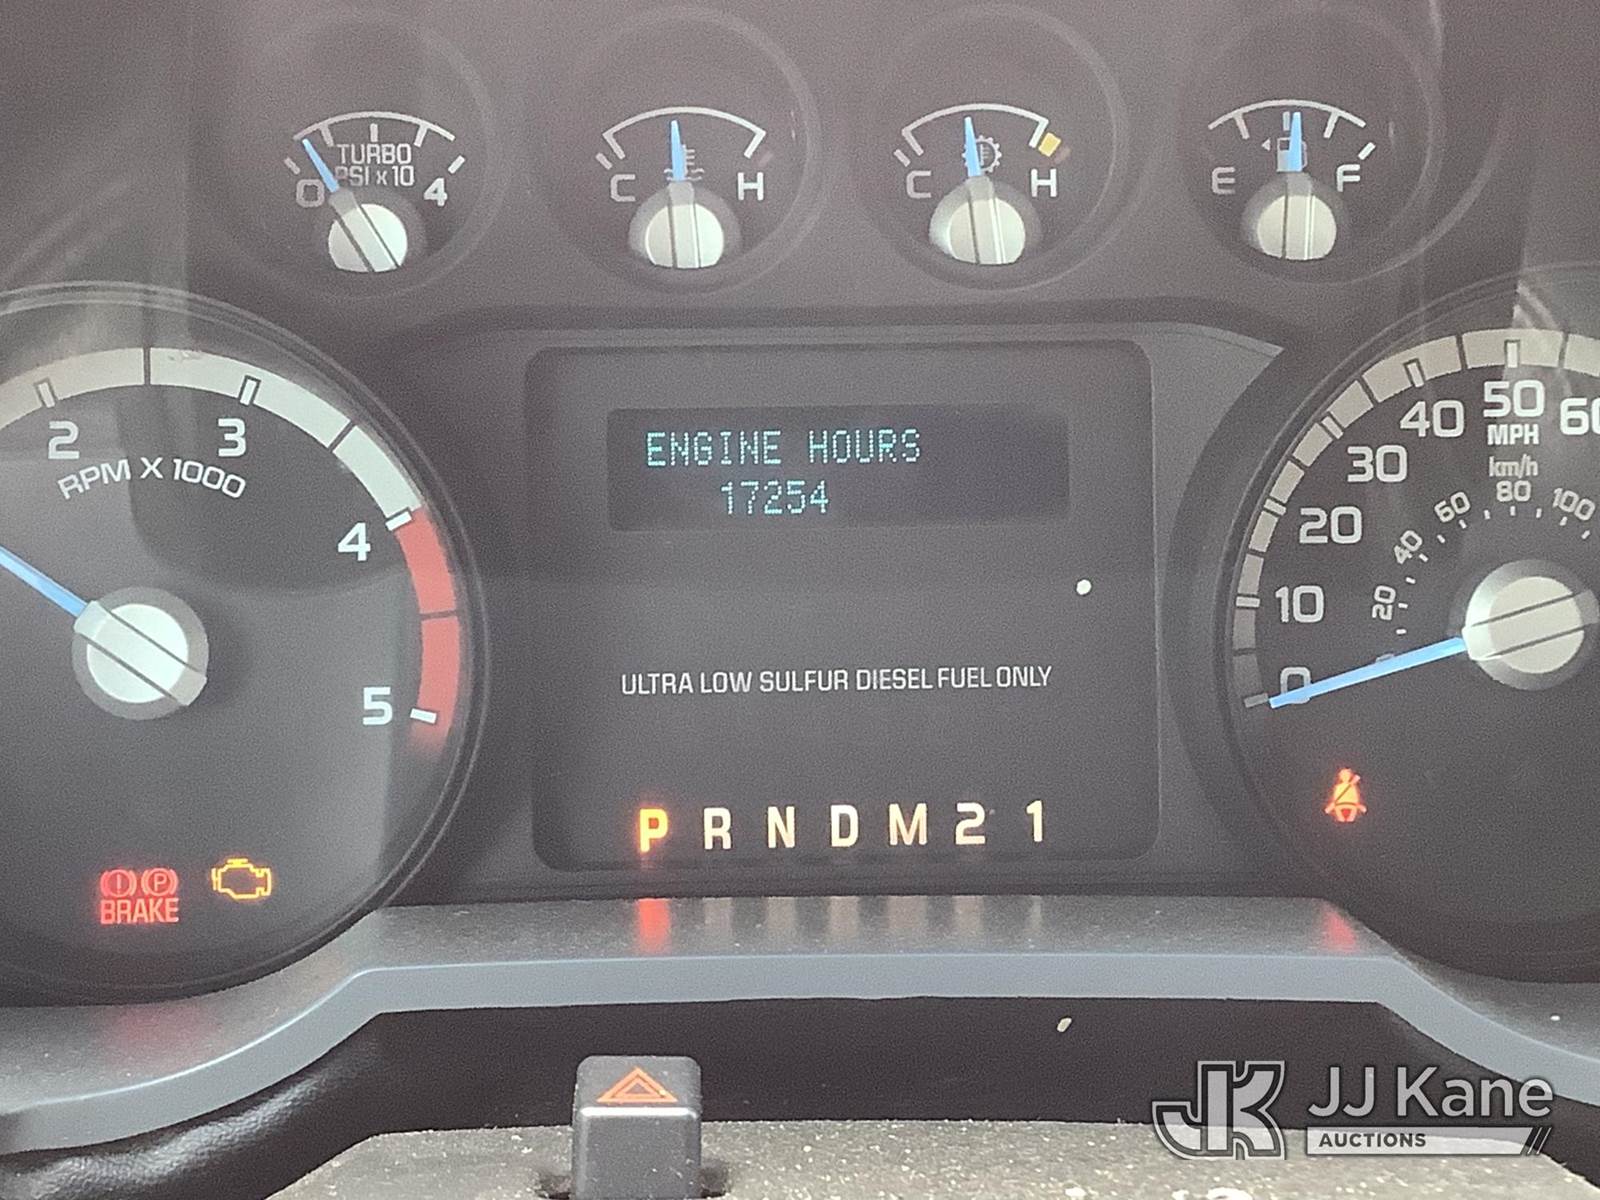 TURBO
PSI x 10
0 4
C H
C H
E F
2 3 4 5
RPM X 1000
ENGINE HOURS
17254
ULTRA LOW SULFUR DIESEL FUEL ONLY
P R N D M 2 1
0 10 20 30 40 50 60
MPH
km/h
20 40 60 80 100
P
BRAKE
JJ Kane
AUCTIONS